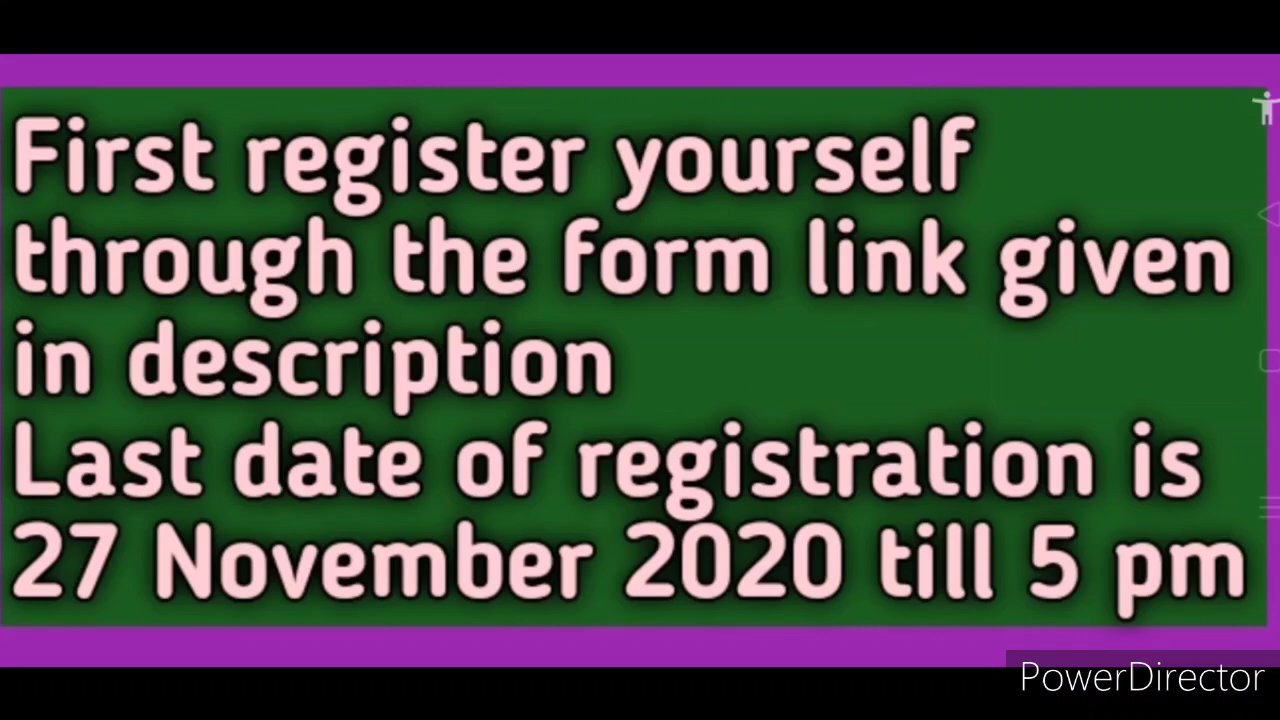 First register yourself
through the form link given
in description
Last date of registration is
27 November 2020 till 5 pm
PowerDirector